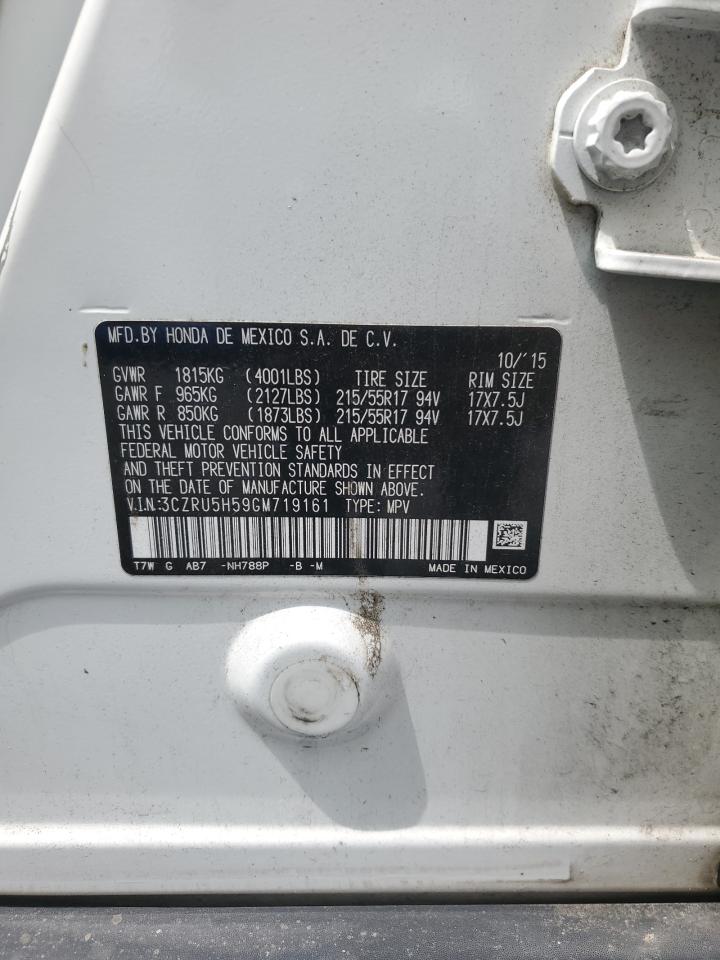 MFD.BY HONDA DE MEXICO S.A. DE C.V.
10/'15
GVWR 1815KG (4001LBS) TIRE SIZE RIM SIZE
GAWR F 965KG (2127LBS) 215/55R17 94V 17X7.5J
GAWR R 850KG (1873LBS) 215/55R17 94V 17X7.5J
THIS VEHICLE CONFORMS TO ALL APPLICABLE
FEDERAL MOTOR VEHICLE SAFETY
AND THEFT PREVENTION STANDARDS IN EFFECT
ON THE DATE OF MANUFACTURE SHOWN ABOVE.
V.I.N:3CZRU5H59GM719161 TYPE: MPV
T7W G AB7 -NH788P -B -M MADE IN MEXICO